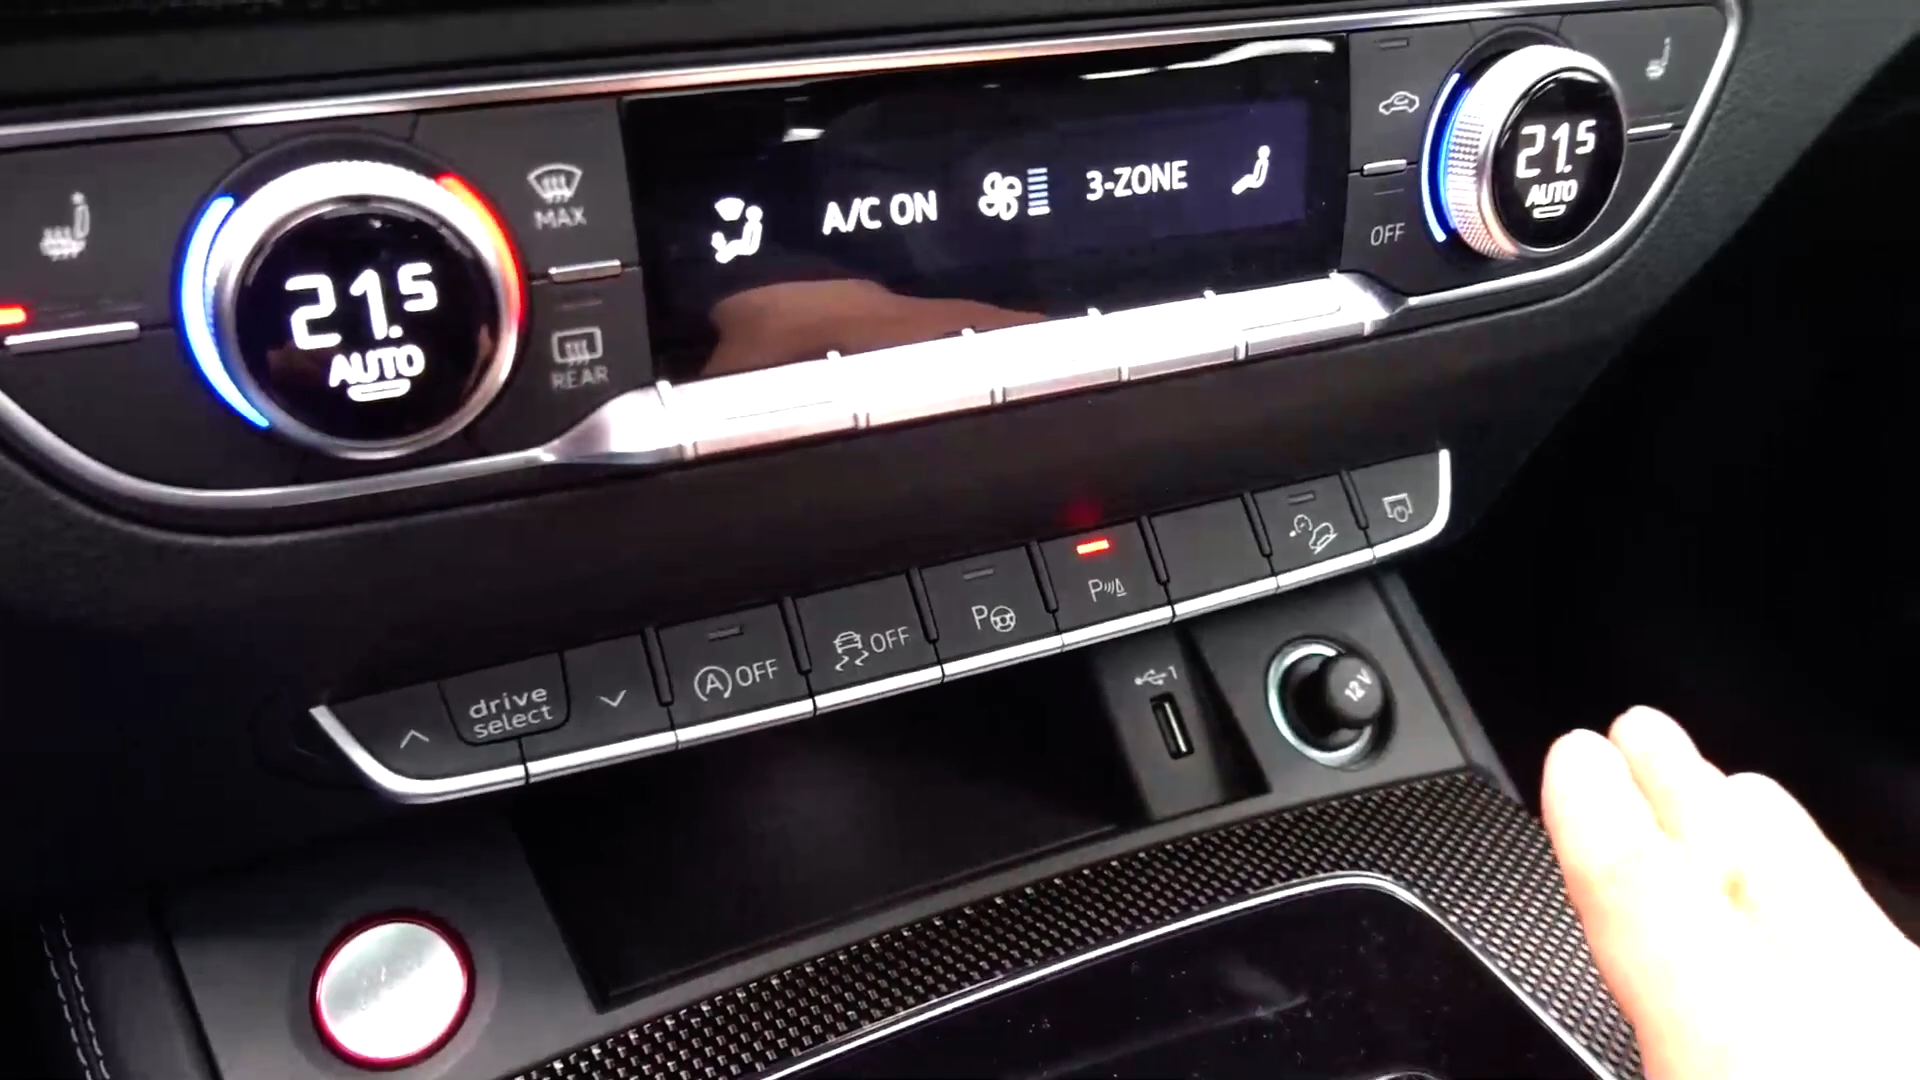 MAX
21.5
AUTO
REAR
A/C ON
3-ZONE
OFF
21.5
AUTO
drive
select
A OFF
OFF
P
P
1
12V